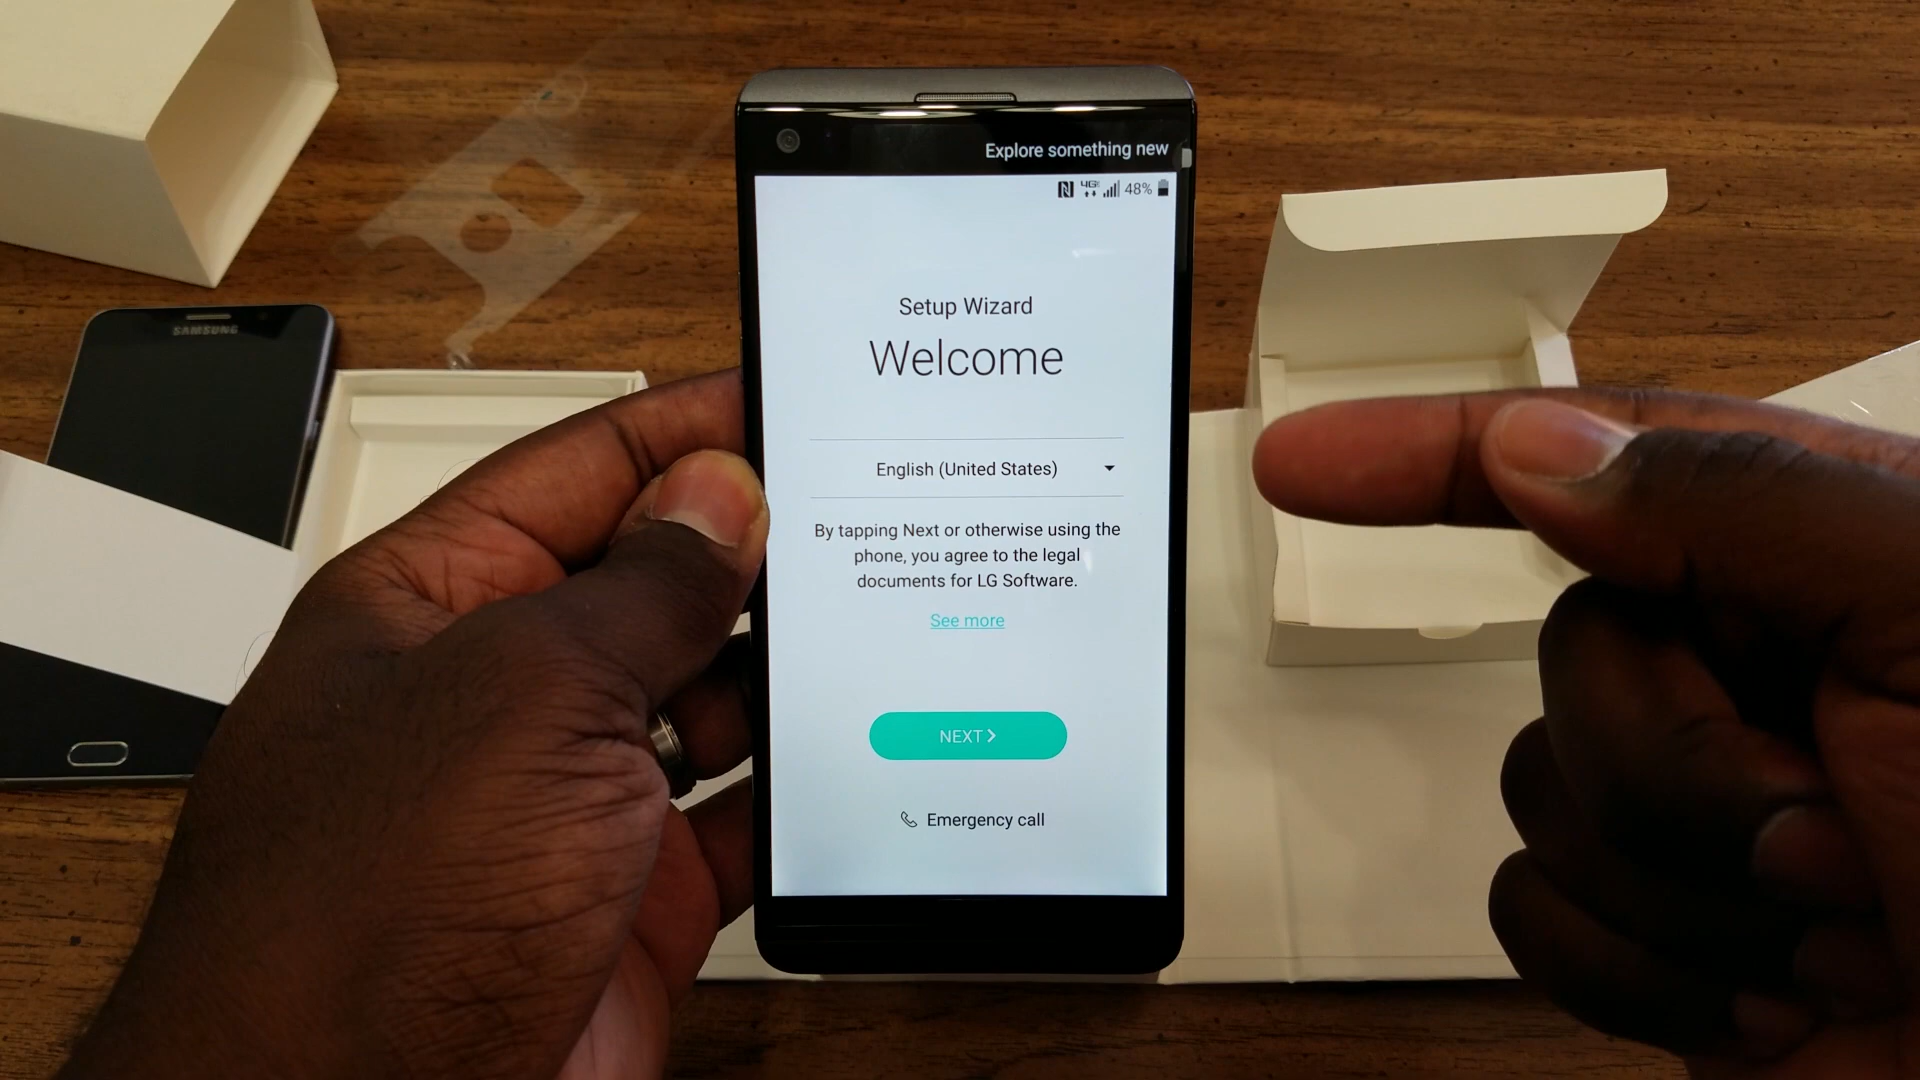 Explore something new
4G 48%
SAMSUNG
Setup Wizard
Welcome
English (United States)
By tapping Next or otherwise using the
phone, you agree to the legal
documents for LG Software.
See more
NEXT
Emergency call